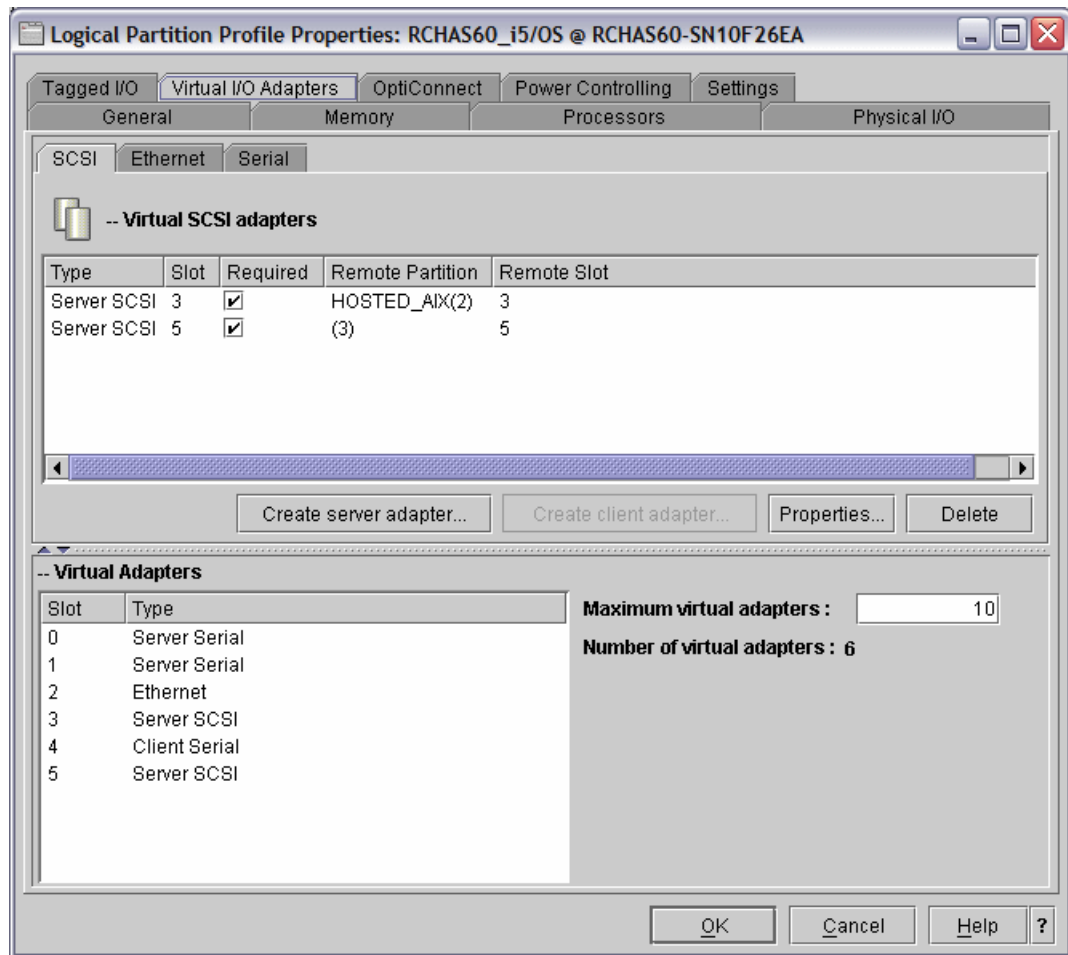 Logical Partition Profile Properties: RCHAS60_i5/OS @ RCHAS60-SN10F26EA
Tagged I/O Virtual I/O Adapters OptiConnect Power Controlling Settings
General Memory Processors Physical I/O
SCSI Ethernet Serial
-- Virtual SCSI adapters
Type Slot Required Remote Partition Remote Slot
Server SCSI 3 HOSTED_AIX(2) 3
Server SCSI 5 (3) 5
Create server adapter... Create client adapter... Properties... Delete
-- Virtual Adapters
Slot Type
0 Server Serial
1 Server Serial
2 Ethernet
3 Server SCSI
4 Client Serial
5 Server SCSI
Maximum virtual adapters : 10
Number of virtual adapters : 6
OK Cancel Help ?